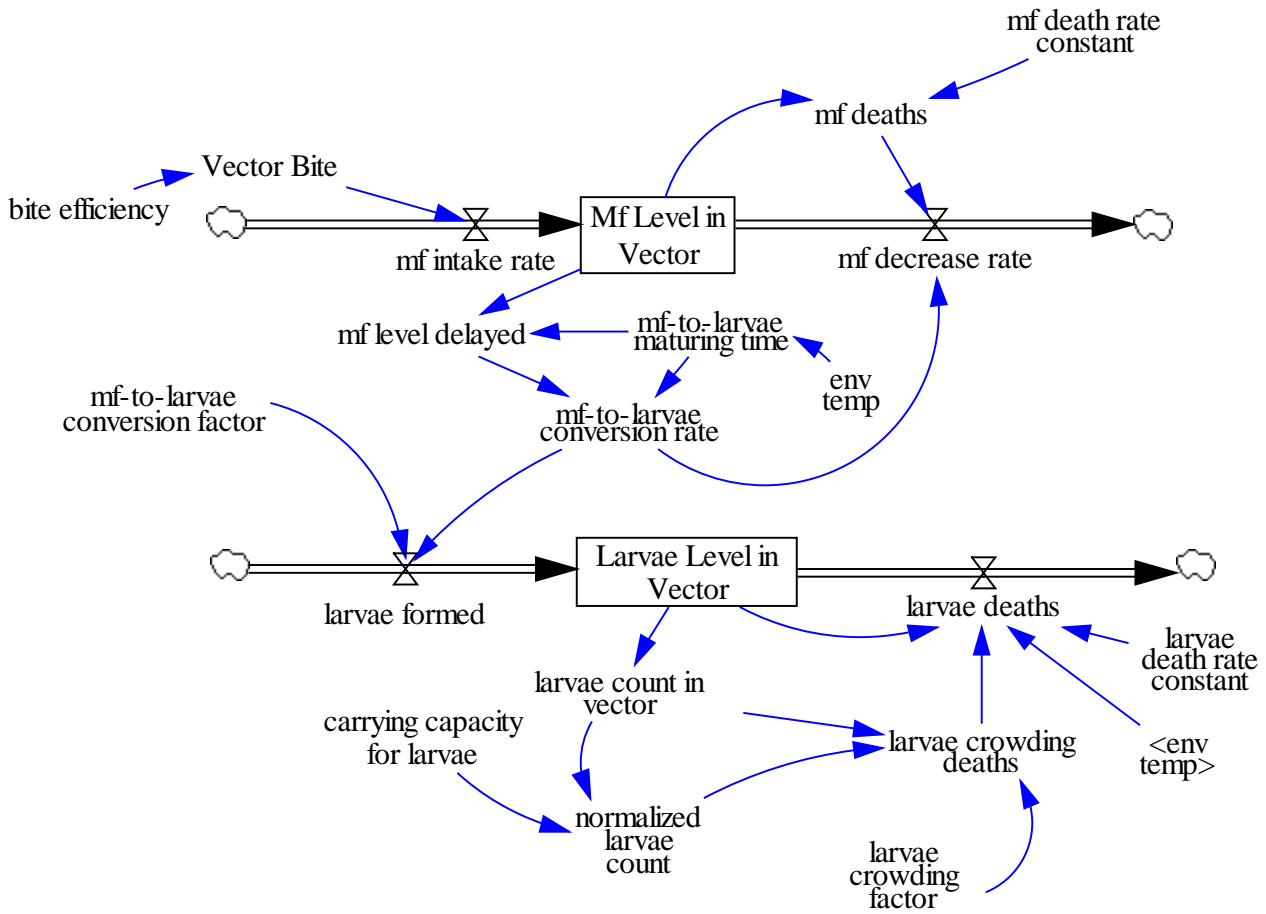 mf death rate
constant
mf deaths
Vector Bite
bite efficiency
Mf Level in
Vector
mf intake rate
mf decrease rate
mf level delayed
mf-to-larvae
maturing time
env
temp
mf-to-larvae
conversion factor
mf-to-larvae
conversion rate
Larvae Level in
Vector
larvae formed
larvae deaths
larvae
death rate
constant
larvae count in
vector
carrying capacity
for larvae
larvae crowding
deaths
<env
temp>
normalized
larvae
count
larvae
crowding
factor